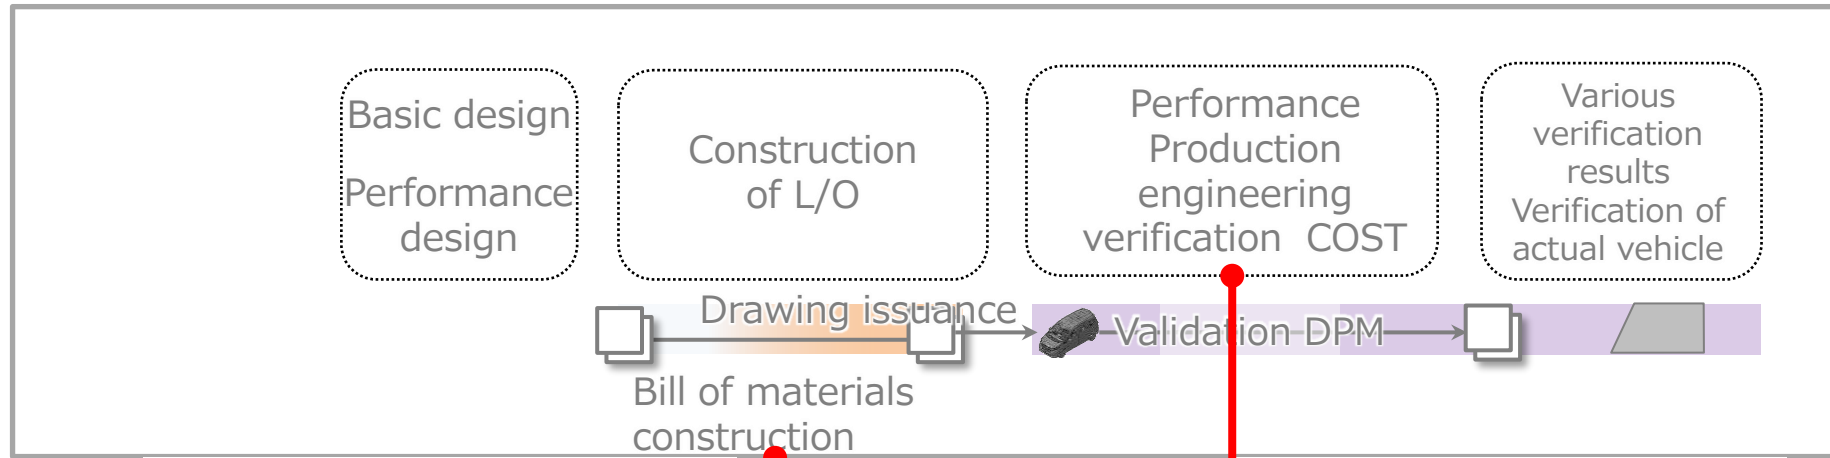 Basic design
Performance
design
Construction
of L/O
Performance
Production
engineering
verification COST
Various
verification
results
Verification of
actual vehicle
Drawing issuance
Validation DPM
Bill of materials
construction